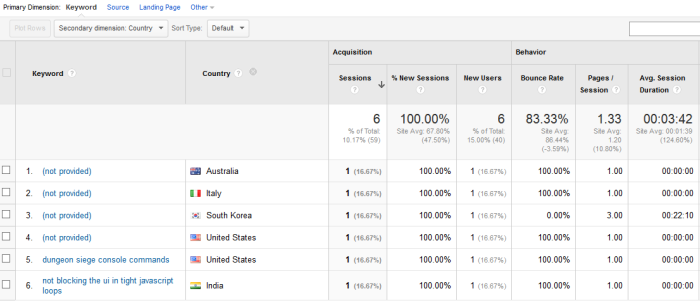 Primary Dimension: Keyword Source Landing Page Other
Plot Rows Secondary dimension: Country Sort Type: Default
Acquisition Behavior
Keyword ? Country ? Sessions ? % New Sessions ? New Users ? Bounce Rate ? Pages / Session ? Avg. Session Duration ?
6 100.00% 6 83.33% 1.33 00:03:42
% of Total: 10.17% (59) Site Avg: 67.80% (47.50%) % of Total: 15.00% (40) Site Avg: 86.44% (-3.59%) Site Avg: 1.20 (10.80%) Site Avg: 00:01:39 (124.60%)
1. (not provided) Australia 1 (16.67%) 100.00% 1 (16.67%) 100.00% 1.00 00:00:00
2. (not provided) Italy 1 (16.67%) 100.00% 1 (16.67%) 100.00% 1.00 00:00:00
3. (not provided) South Korea 1 (16.67%) 100.00% 1 (16.67%) 0.00% 3.00 00:22:10
4. (not provided) United States 1 (16.67%) 100.00% 1 (16.67%) 100.00% 1.00 00:00:00
5. dungeon siege console commands United States 1 (16.67%) 100.00% 1 (16.67%) 100.00% 1.00 00:00:00
6. not blocking the ui in tight javascript loops India 1 (16.67%) 100.00% 1 (16.67%) 100.00% 1.00 00:00:00